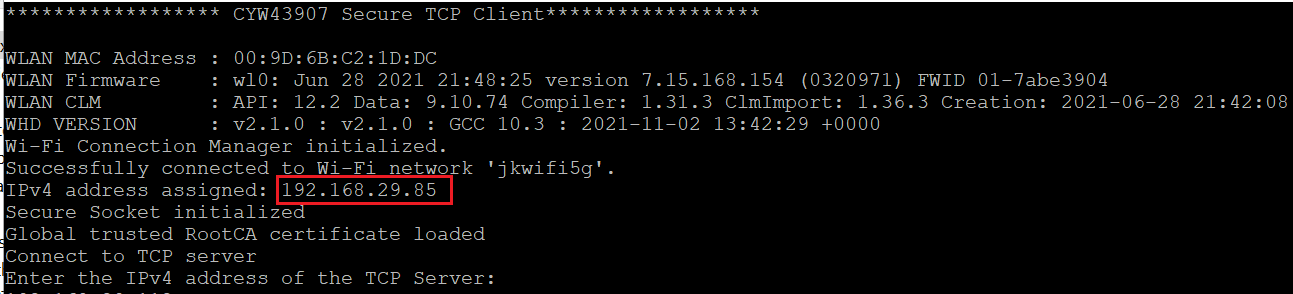 ****************** CYW43907 Secure TCP Client******************
WLAN MAC Address : 00:9D:6B:C2:1D:DC
WLAN Firmware    : wl0: Jun 28 2021 21:48:25 version 7.15.168.154 (0320971) FWID 01-7abe3904
WLAN CLM         : API: 12.2 Data: 9.10.74 Compiler: 1.31.3 ClmImport: 1.36.3 Creation: 2021-06-28 21:42:08
WHD VERSION      : v2.1.0 : v2.1.0 : GCC 10.3 : 2021-11-02 13:42:29 +0000
Wi-Fi Connection Manager initialized.
Successfully connected to Wi-Fi network 'jkwifi5g'.
IPv4 address assigned: 192.168.29.85
Secure Socket initialized
Global trusted RootCA certificate loaded
Connect to TCP server
Enter the IPv4 address of the TCP Server: